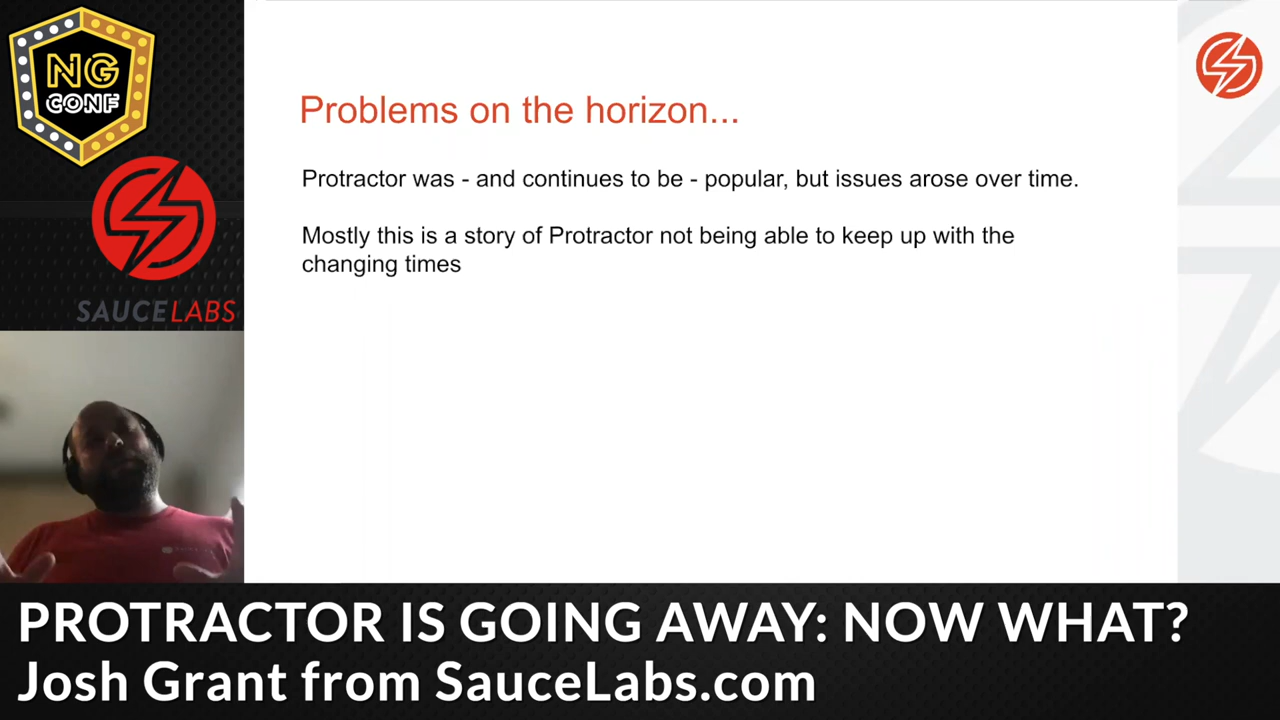 NG
CONF
SAUCELABS
Problems on the horizon...
Protractor was - and continues to be - popular, but issues arose over time.
Mostly this is a story of Protractor not being able to keep up with the
changing times
PROTRACTOR IS GOING AWAY: NOW WHAT?
Josh Grant from SauceLabs.com